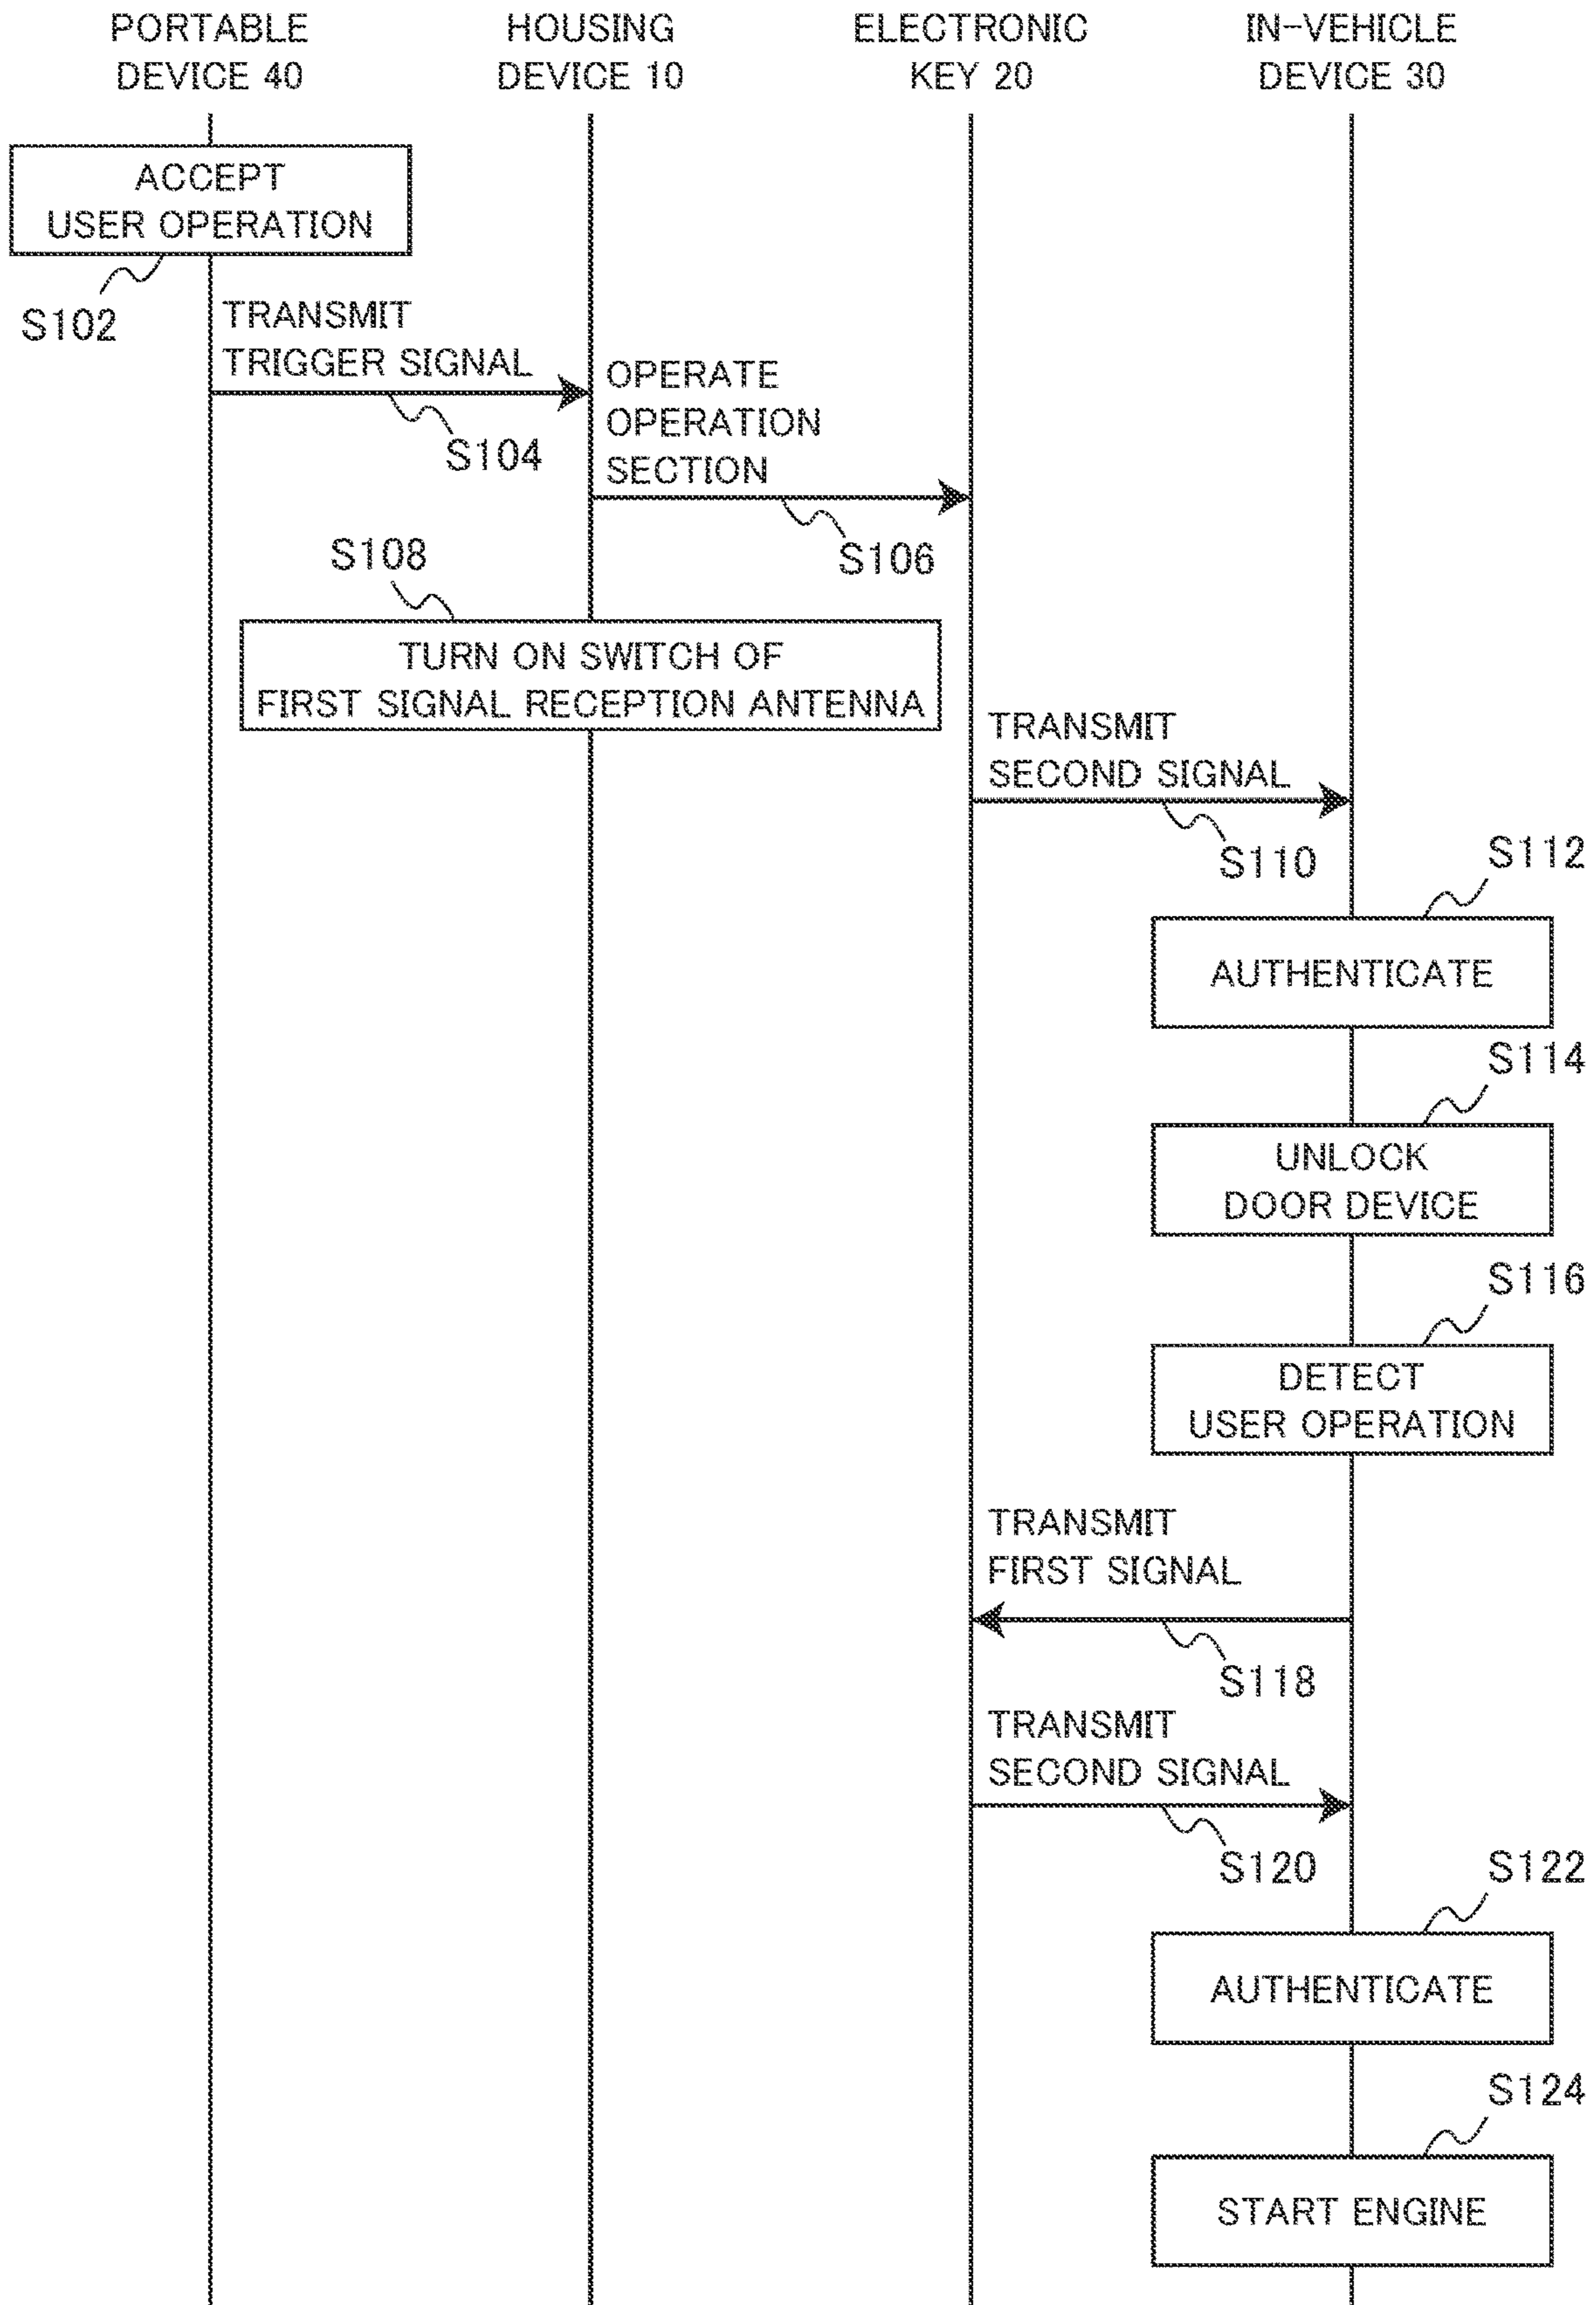 PORTABLE
DEVICE 40
HOUSING
DEVICE 10
ELECTRONIC
KEY 20
IN-VEHICLE
DEVICE 30
ACCEPT
USER OPERATION
S102
TRANSMIT
TRIGGER SIGNAL
S104
OPERATE
OPERATION
SECTION
S106
S108
TURN ON SWITCH OF
FIRST SIGNAL RECEPTION ANTENNA
TRANSMIT
SECOND SIGNAL
S110
S112
AUTHENTICATE
S114
UNLOCK
DOOR DEVICE
S116
DETECT
USER OPERATION
TRANSMIT
FIRST SIGNAL
S118
TRANSMIT
SECOND SIGNAL
S120
S122
AUTHENTICATE
S124
START ENGINE